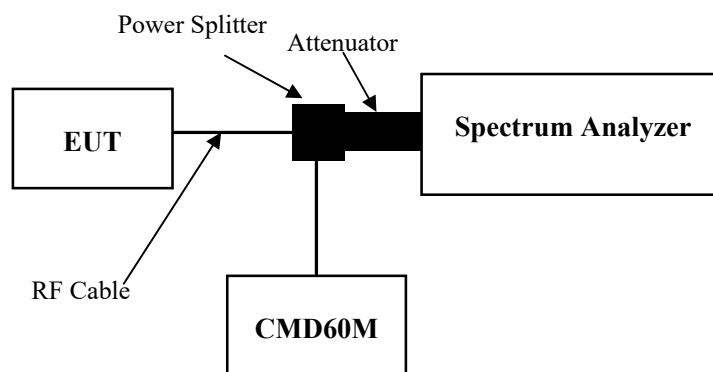 Power Splitter
Attenuator
EUT
Spectrum Analyzer
RF Cable
CMD60M